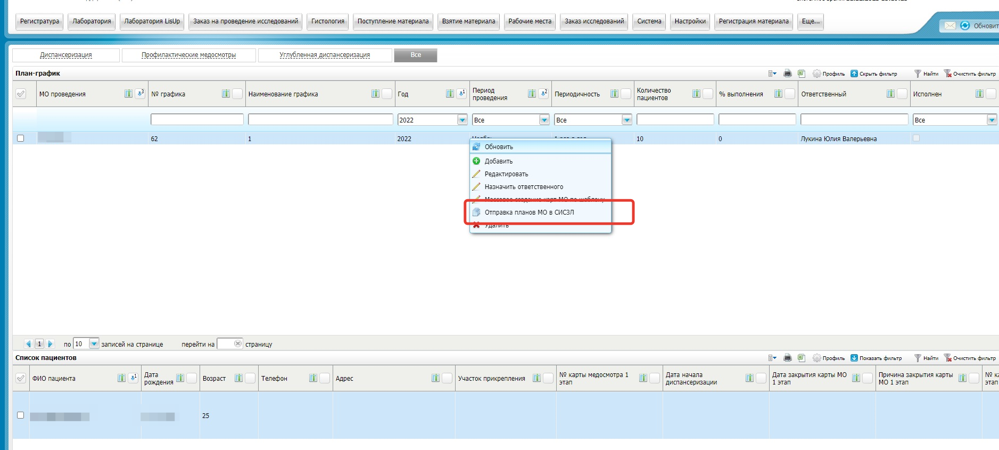 Регистратура Лаборатория Лаборатория LisUp Заказ на проведение исследований Гистология Поступление материала Взятие материала Рабочие места Заказ исследований Система Настройки Регистрация материала Еще... Обновит
Диспансеризация Профилактические медосмотры Углубленная диспансеризация Все
План-график Профиль Скрыть фильтр Найти Очистить фильтр
МО проведения 3 № графика Наименование графика Год 1 Период проведения 2 Периодичность Количество пациентов % выполнения Ответственный Исполнен
2022 Все Все Все
62 1 2022 10 0 Лукина Юлия Валерьевна
Обновить
Добавить
Редактировать
Назначить ответственного
Массовое создание карт МО по шаблону
Отправка планов МО в СИСЗЛ
Удалить
1 по 10 записей на странице перейти на страницу
Список пациентов Профиль Показать фильтр Найти Очистить фильтр
ФИО пациента 1 Дата рождения Возраст Телефон Адрес Участок прикрепления № карты медосмотра 1 этап Дата начала диспансеризации Дата закрытия карты МО 1 этап Причина закрытия карты МО 1 этап № ка этап
25